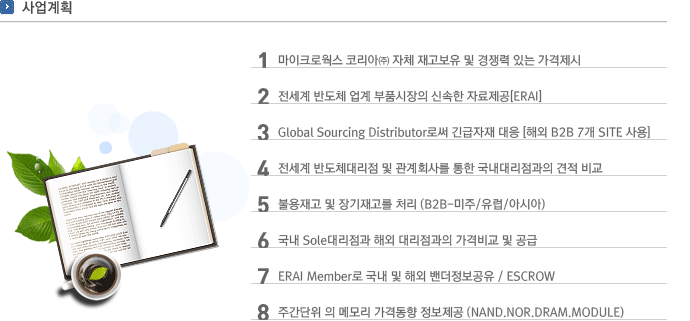 사업계획
1 마이크로웍스 코리아㈜ 자체 재고보유 및 경쟁력 있는 가격제시
2 전세계 반도체 업계 부품시장의 신속한 자료제공[ERAI]
3 Global Sourcing Distributor로써 긴급자재 대응 [해외 B2B 7개 SITE 사용]
4 전세계 반도체대리점 및 관계회사를 통한 국내대리점과의 견적 비교
5 불용재고 및 장기재고를 처리 (B2B-미주/유럽/아시아)
6 국내 Sole대리점과 해외 대리점과의 가격비교 및 공급
7 ERAI Member로 국내 및 해외 밴더정보공유 / ESCROW
8 주간단위 의 메모리 가격동향 정보제공 (NAND.NOR.DRAM.MODULE)